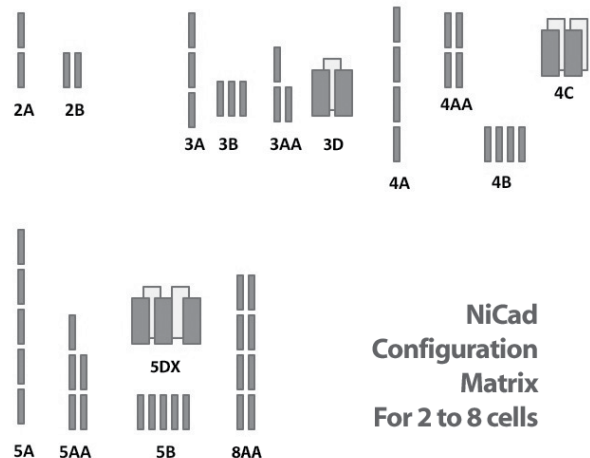 2A
2B
3A
3B
3AA
3D
4A
4AA
4B
4C
5A
5AA
5DX
5B
8AA
NiCad
Configuration
Matrix
For 2 to 8 cells